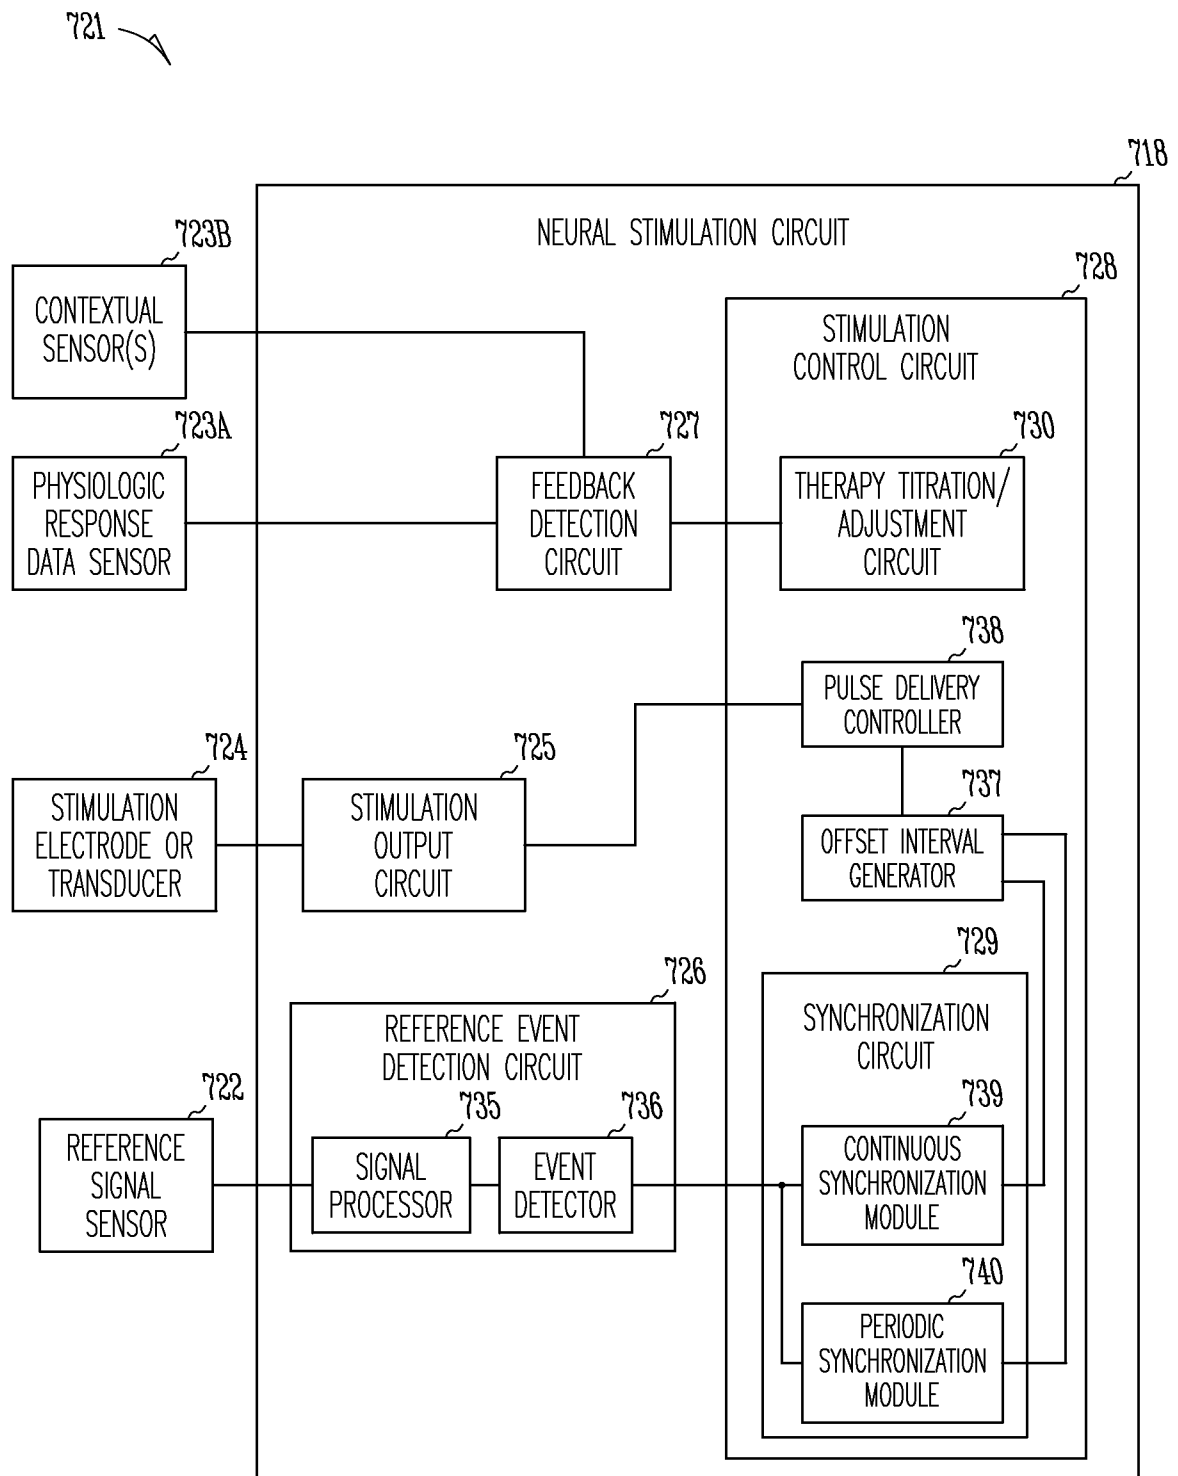 721
718
NEURAL STIMULATION CIRCUIT
723B
CONTEXTUAL
SENSOR(S)
728
STIMULATION
CONTROL CIRCUIT
723A
PHYSIOLOGIC
RESPONSE
DATA SENSOR
727
FEEDBACK
DETECTION
CIRCUIT
730
THERAPY TITRATION/
ADJUSTMENT
CIRCUIT
738
PULSE DELIVERY
CONTROLLER
724
STIMULATION
ELECTRODE OR
TRANSDUCER
725
STIMULATION
OUTPUT
CIRCUIT
737
OFFSET INTERVAL
GENERATOR
729
SYNCHRONIZATION
CIRCUIT
726
REFERENCE EVENT
DETECTION CIRCUIT
722
REFERENCE
SIGNAL
SENSOR
735
SIGNAL
PROCESSOR
736
EVENT
DETECTOR
739
CONTINUOUS
SYNCHRONIZATION
MODULE
740
PERIODIC
SYNCHRONIZATION
MODULE